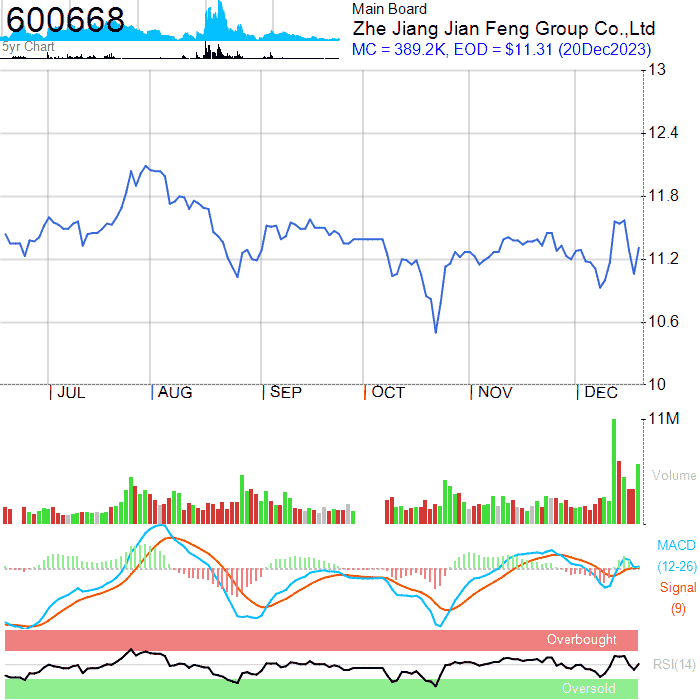 600668
5yr Chart
Main Board
Zhe Jiang Jian Feng Group Co.,Ltd
MC = 389.2K, EOD = $11.31 (20Dec2023)
13
12.4
11.8
11.2
10.6
10
JUL AUG SEP OCT NOV DEC
11M
Volume
MACD
(12-26)
Signal
(9)
Overbought
RSI(14)
Oversold